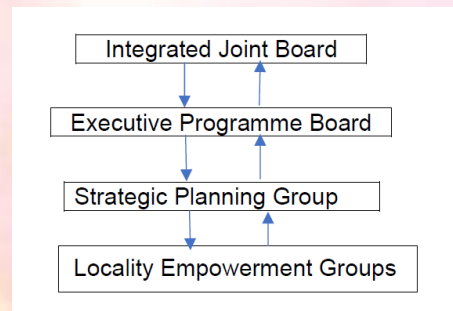 Integrated Joint Board
Executive Programme Board
Strategic Planning Group
Locality Empowerment Groups